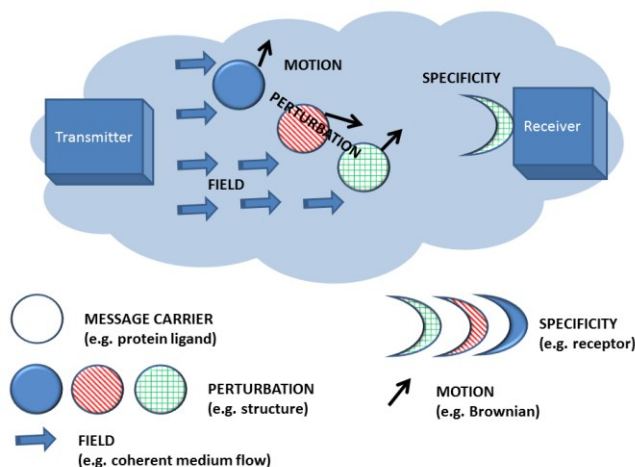 MOTION
SPECIFICITY
Transmitter
PERTURBATION
Receiver
FIELD
MESSAGE CARRIER
(e.g. protein ligand)
SPECIFICITY
(e.g. receptor)
PERTURBATION
(e.g. structure)
MOTION
(e.g. Brownian)
FIELD
(e.g. coherent medium flow)